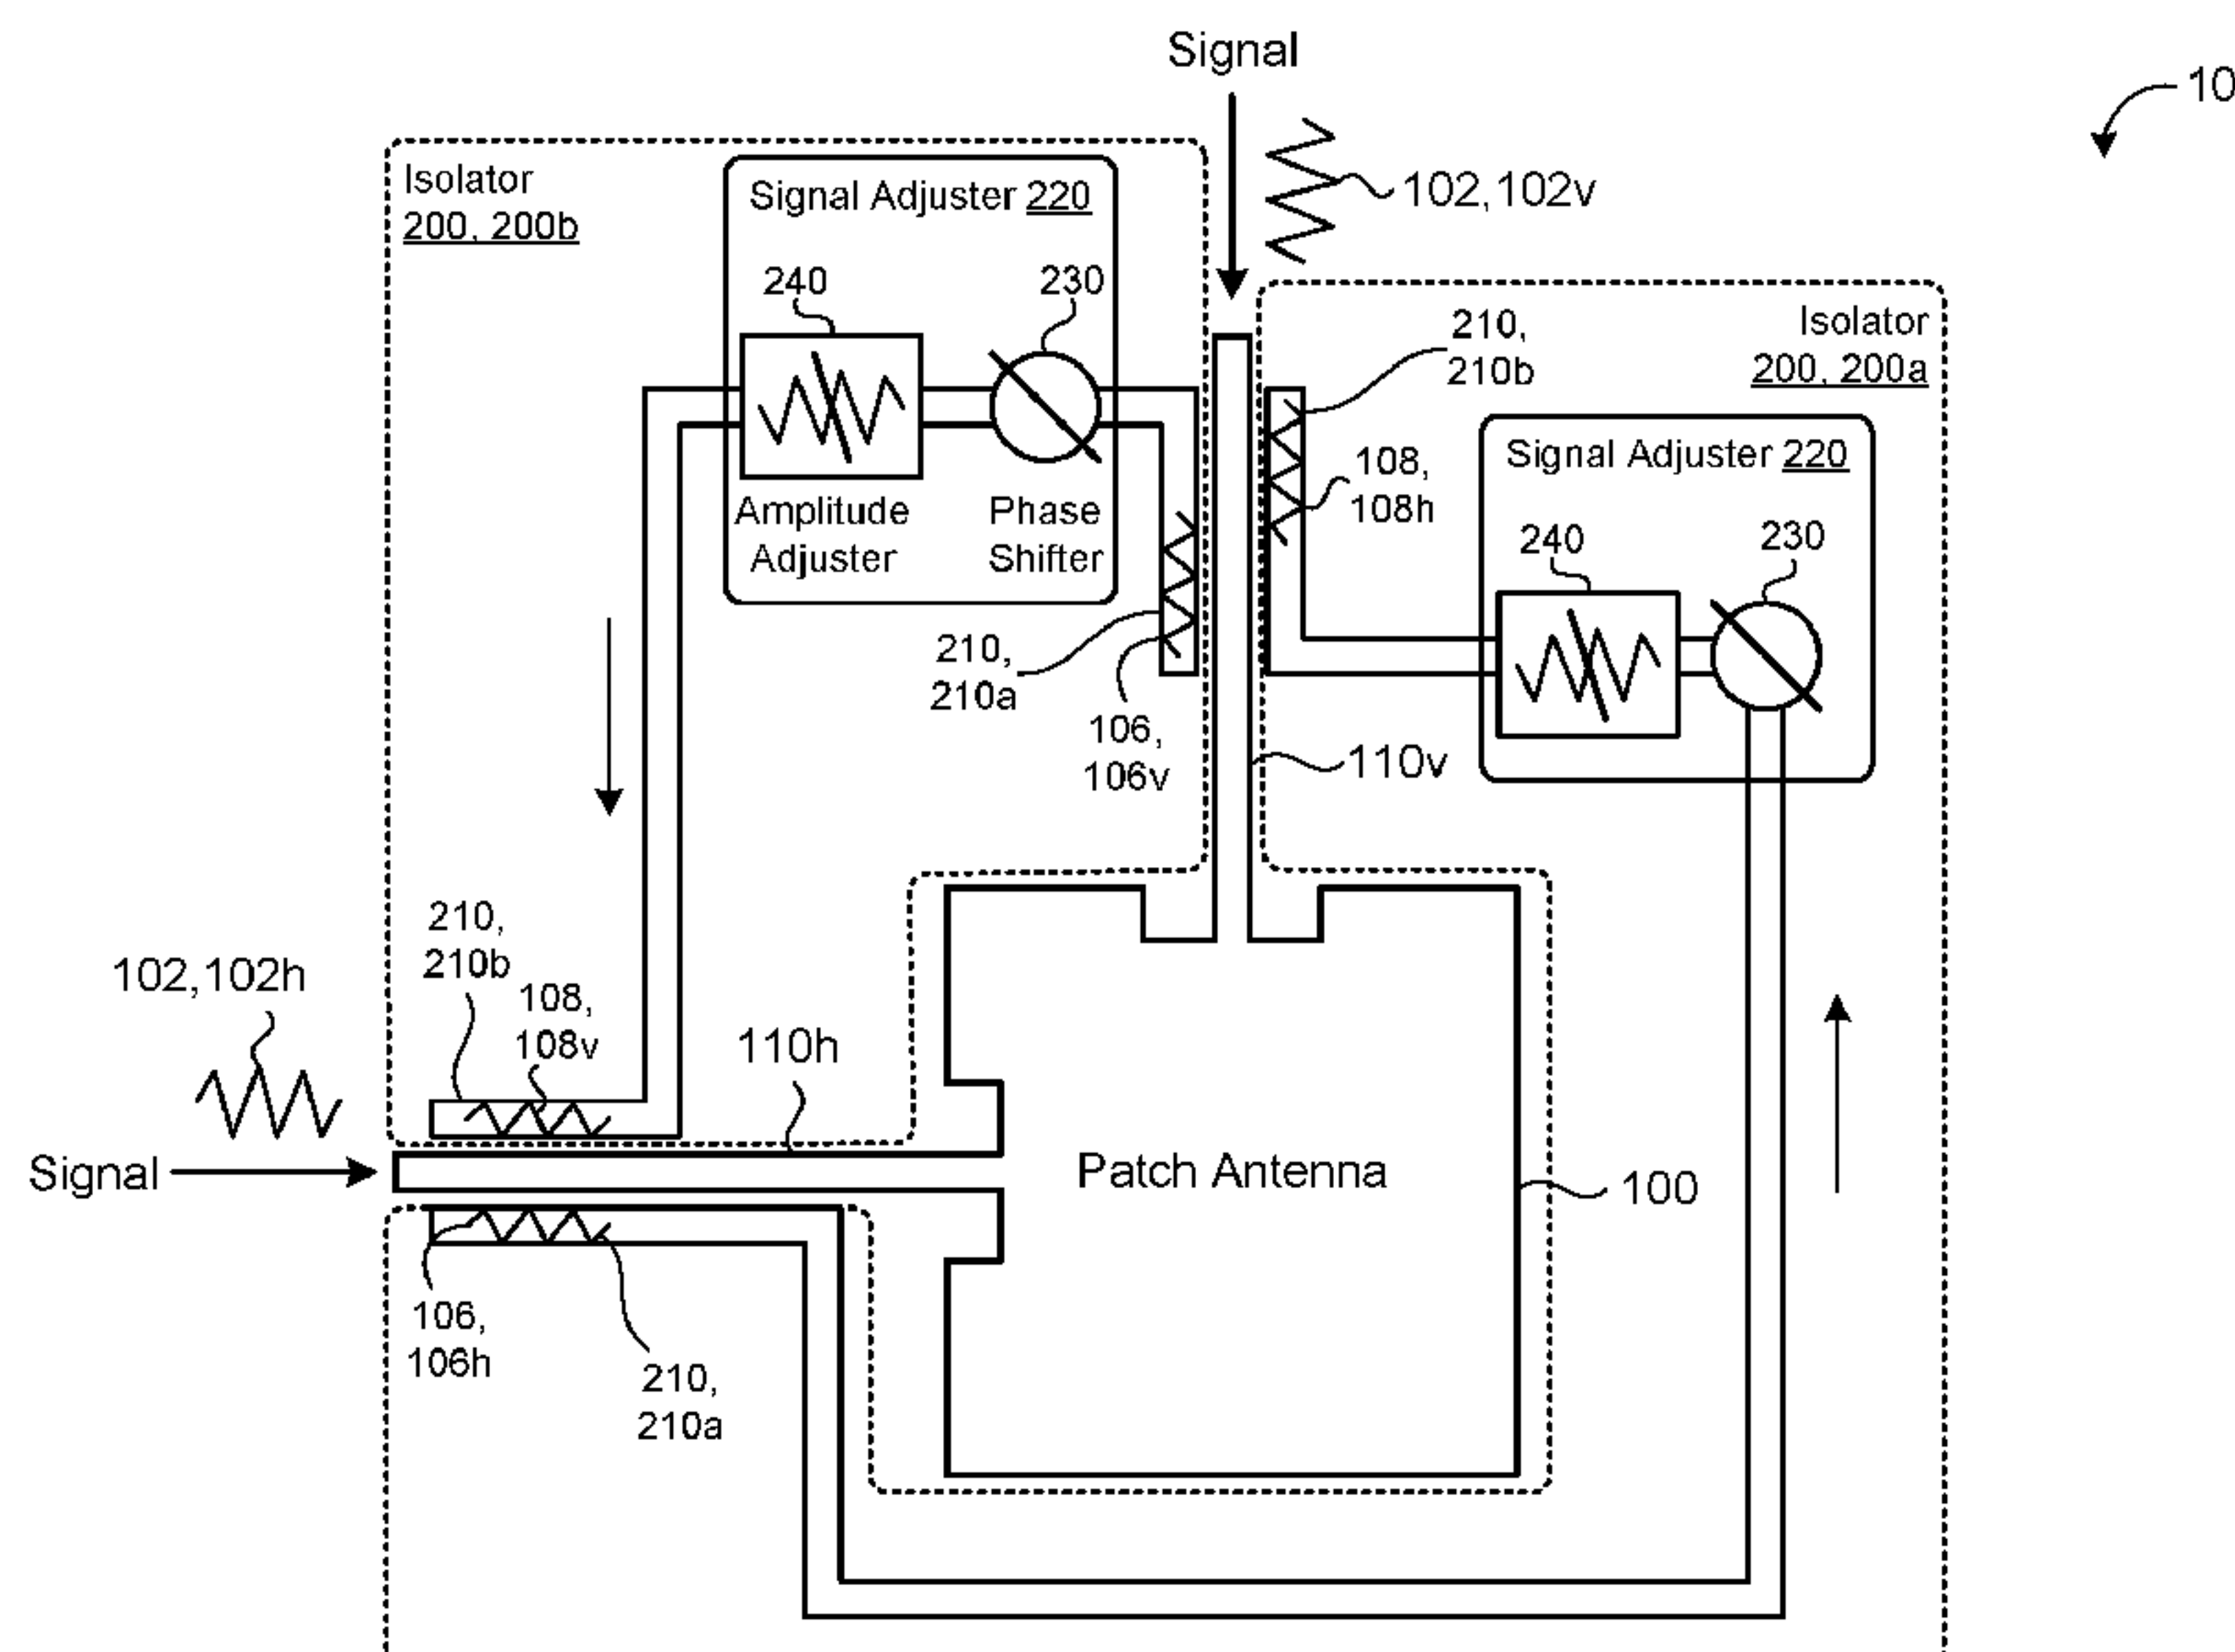 Signal
10
102, 102v
Isolator
200, 200b
Signal Adjuster 220
240
230
Amplitude
Adjuster
Phase
Shifter
210,
210a
106,
106v
210,
210b
108,
108h
Isolator
200, 200a
Signal Adjuster 220
240
230
110v
210,
210b
108,
108v
110h
102, 102h
Signal
Patch Antenna
100
106,
106h
210,
210a